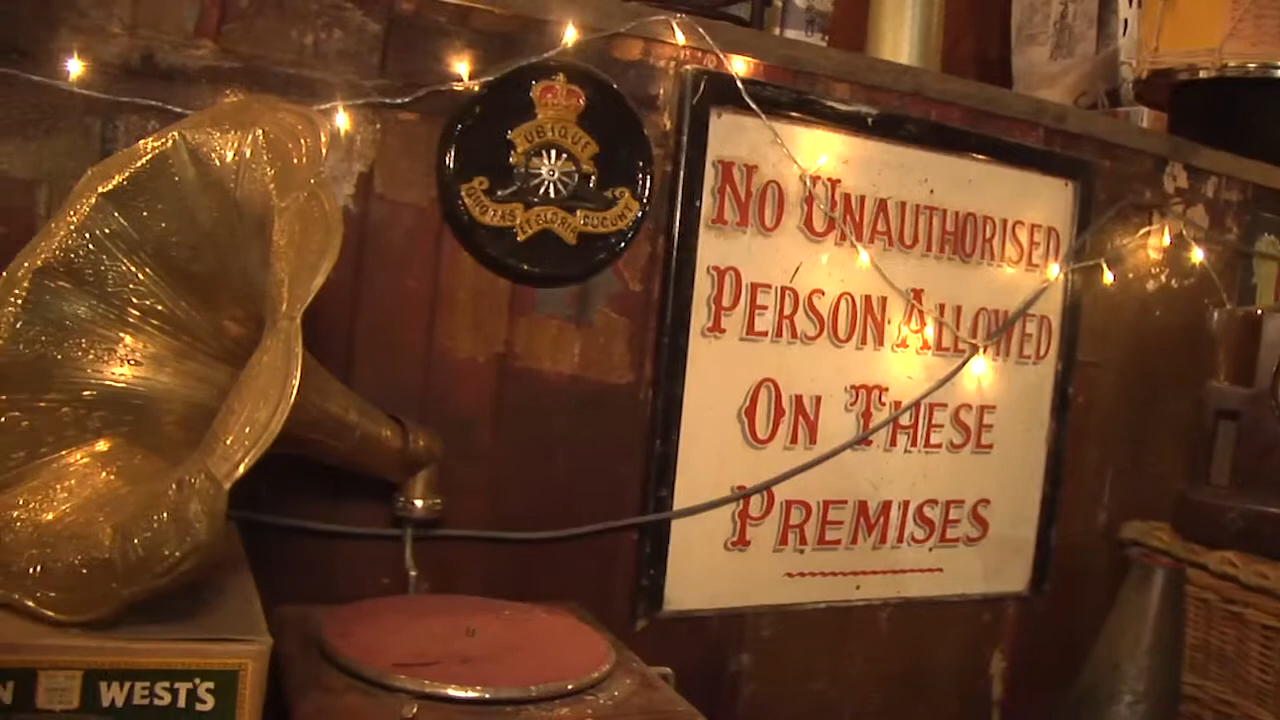 UBIQUE
QUO FAS
ET GLORIA
DUCUNT
No Unauthorised
Person Allowed
On These
Premises
N WEST'S